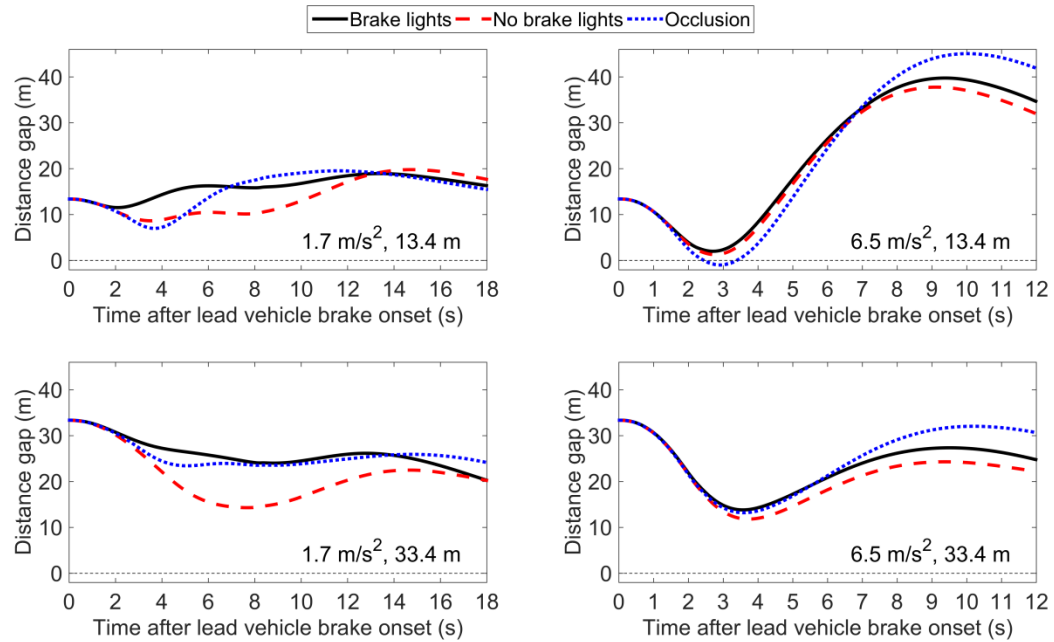 Brake lights No brake lights Occlusion
Distance gap (m)
40
30
20
10
0
1.7 m/s², 13.4 m
0 2 4 6 8 10 12 14 16 18
Time after lead vehicle brake onset (s)
Distance gap (m)
40
30
20
10
0
6.5 m/s², 13.4 m
0 1 2 3 4 5 6 7 8 9 10 11 12
Time after lead vehicle brake onset (s)
Distance gap (m)
40
30
20
10
0
1.7 m/s², 33.4 m
0 2 4 6 8 10 12 14 16 18
Time after lead vehicle brake onset (s)
Distance gap (m)
40
30
20
10
0
6.5 m/s², 33.4 m
0 1 2 3 4 5 6 7 8 9 10 11 12
Time after lead vehicle brake onset (s)